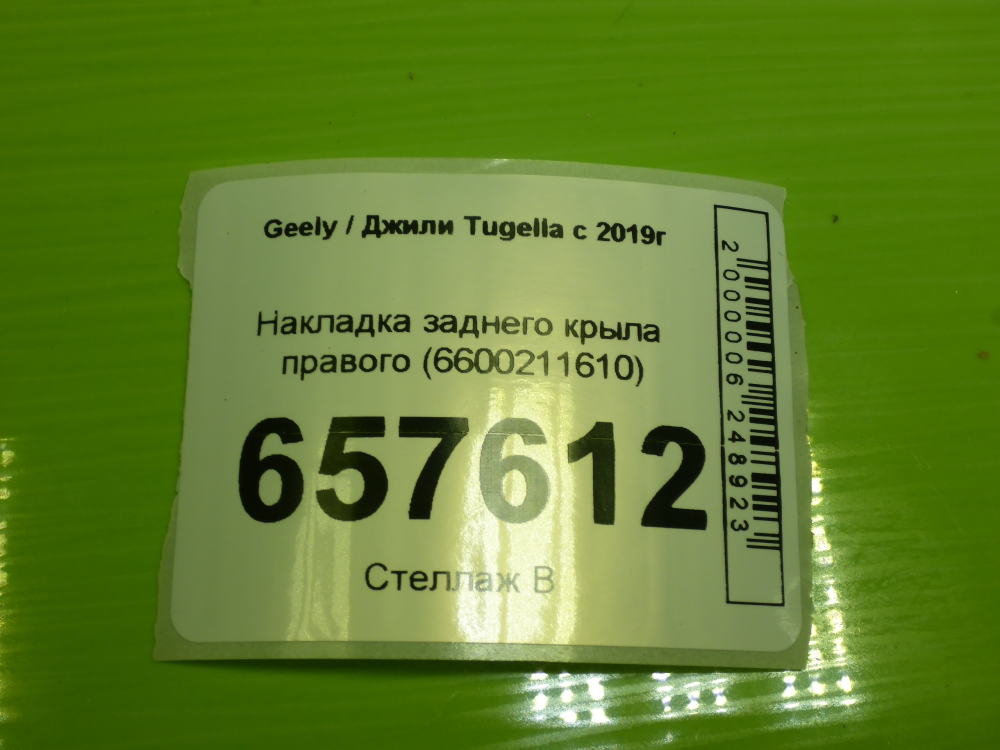 Geely / Джили Tugella с 2019г
Накладка заднего крыла
правого (6600211610)
657612
Стеллаж В
2 000006 248923